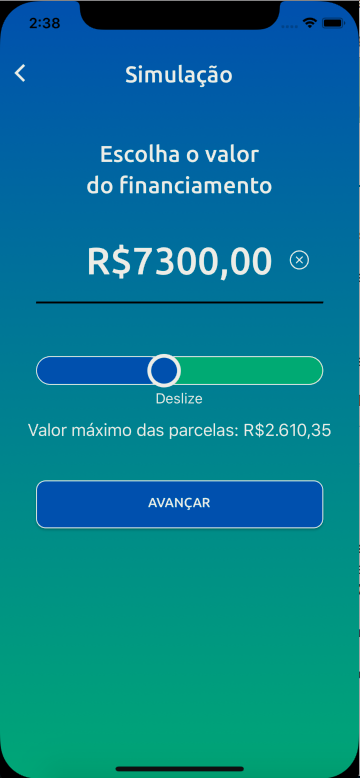 2:38
Simulação
Escolha o valor
do financiamento
R$7300,00
Deslize
Valor máximo das parcelas: R$2.610,35
AVANÇAR